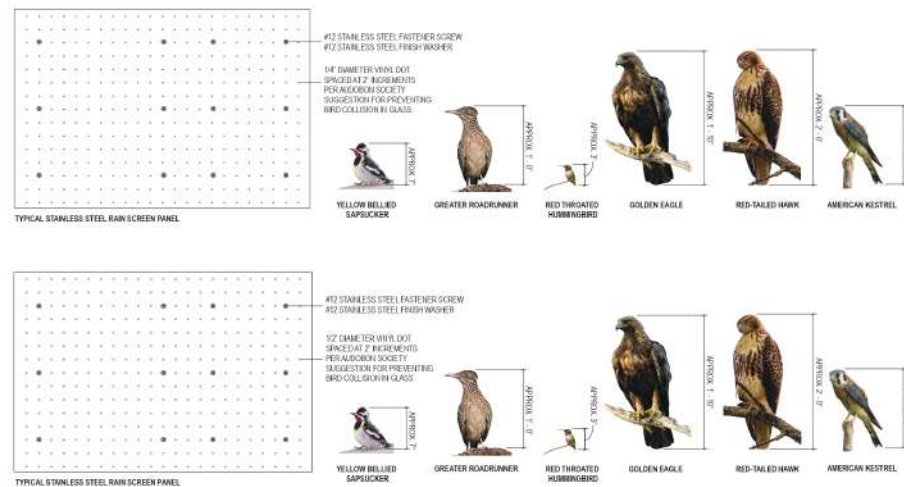 #12 STAINLESS STEEL FASTENER SCREW
#12 STAINLESS STEEL FINISH WASHER
1/4" DIAMETER VINYL DOT
SPACED AT 2" INCREMENTS
PER AUDOBON SOCIETY
SUGGESTION FOR PREVENTING
BIRD COLLISION IN GLASS
APPROX. 7"
APPROX. 1' - 0"
APPROX. 3"
APPROX. 1' - 10"
APPROX. 2' - 0"
YELLOW BELLIED
SAPSUCKER
GREATER ROADRUNNER
RED THROATED
HUMMINGBIRD
GOLDEN EAGLE
RED-TAILED HAWK
AMERICAN KESTREL
TYPICAL STAINLESS STEEL RAIN SCREEN PANEL
#12 STAINLESS STEEL FASTENER SCREW
#12 STAINLESS STEEL FINISH WASHER
1/2" DIAMETER VINYL DOT
SPACED AT 2" INCREMENTS
PER AUDOBON SOCIETY
SUGGESTION FOR PREVENTING
BIRD COLLISION IN GLASS
APPROX. 7"
APPROX. 1' - 0"
APPROX. 3"
APPROX. 1' - 10"
APPROX. 2' - 0"
YELLOW BELLIED
SAPSUCKER
GREATER ROADRUNNER
RED THROATED
HUMMINGBIRD
GOLDEN EAGLE
RED-TAILED HAWK
AMERICAN KESTREL
TYPICAL STAINLESS STEEL RAIN SCREEN PANEL